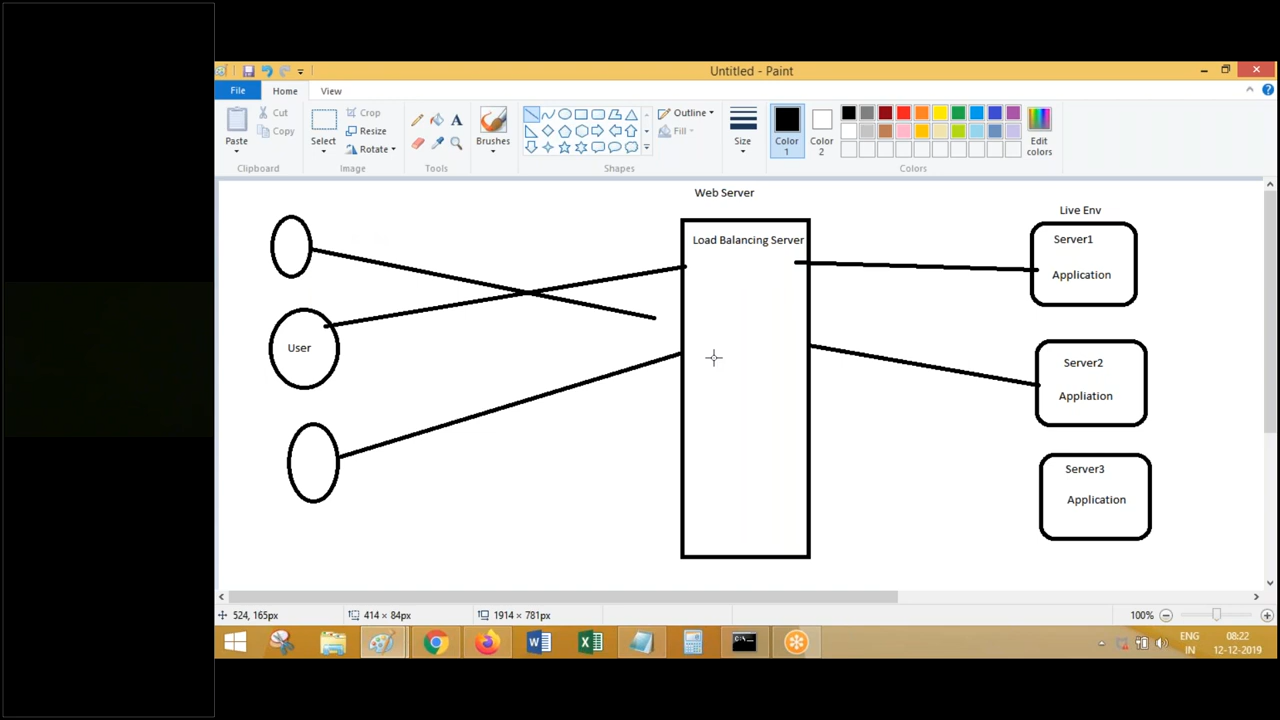 Untitled - Paint
File Home View
Paste
Cut
Copy
Clipboard
Select
Crop
Resize
Rotate
Image
A
Tools
Brushes
Outline
Fill
Shapes
Size
Color 1
Color 2
Edit colors
Colors
Web Server
Load Balancing Server
User
Live Env
Server1
Application
Server2
Appliation
Server3
Application
524, 165px 414 × 84px 1914 × 781px 100%
ENG 08:22
IN 12-12-2019